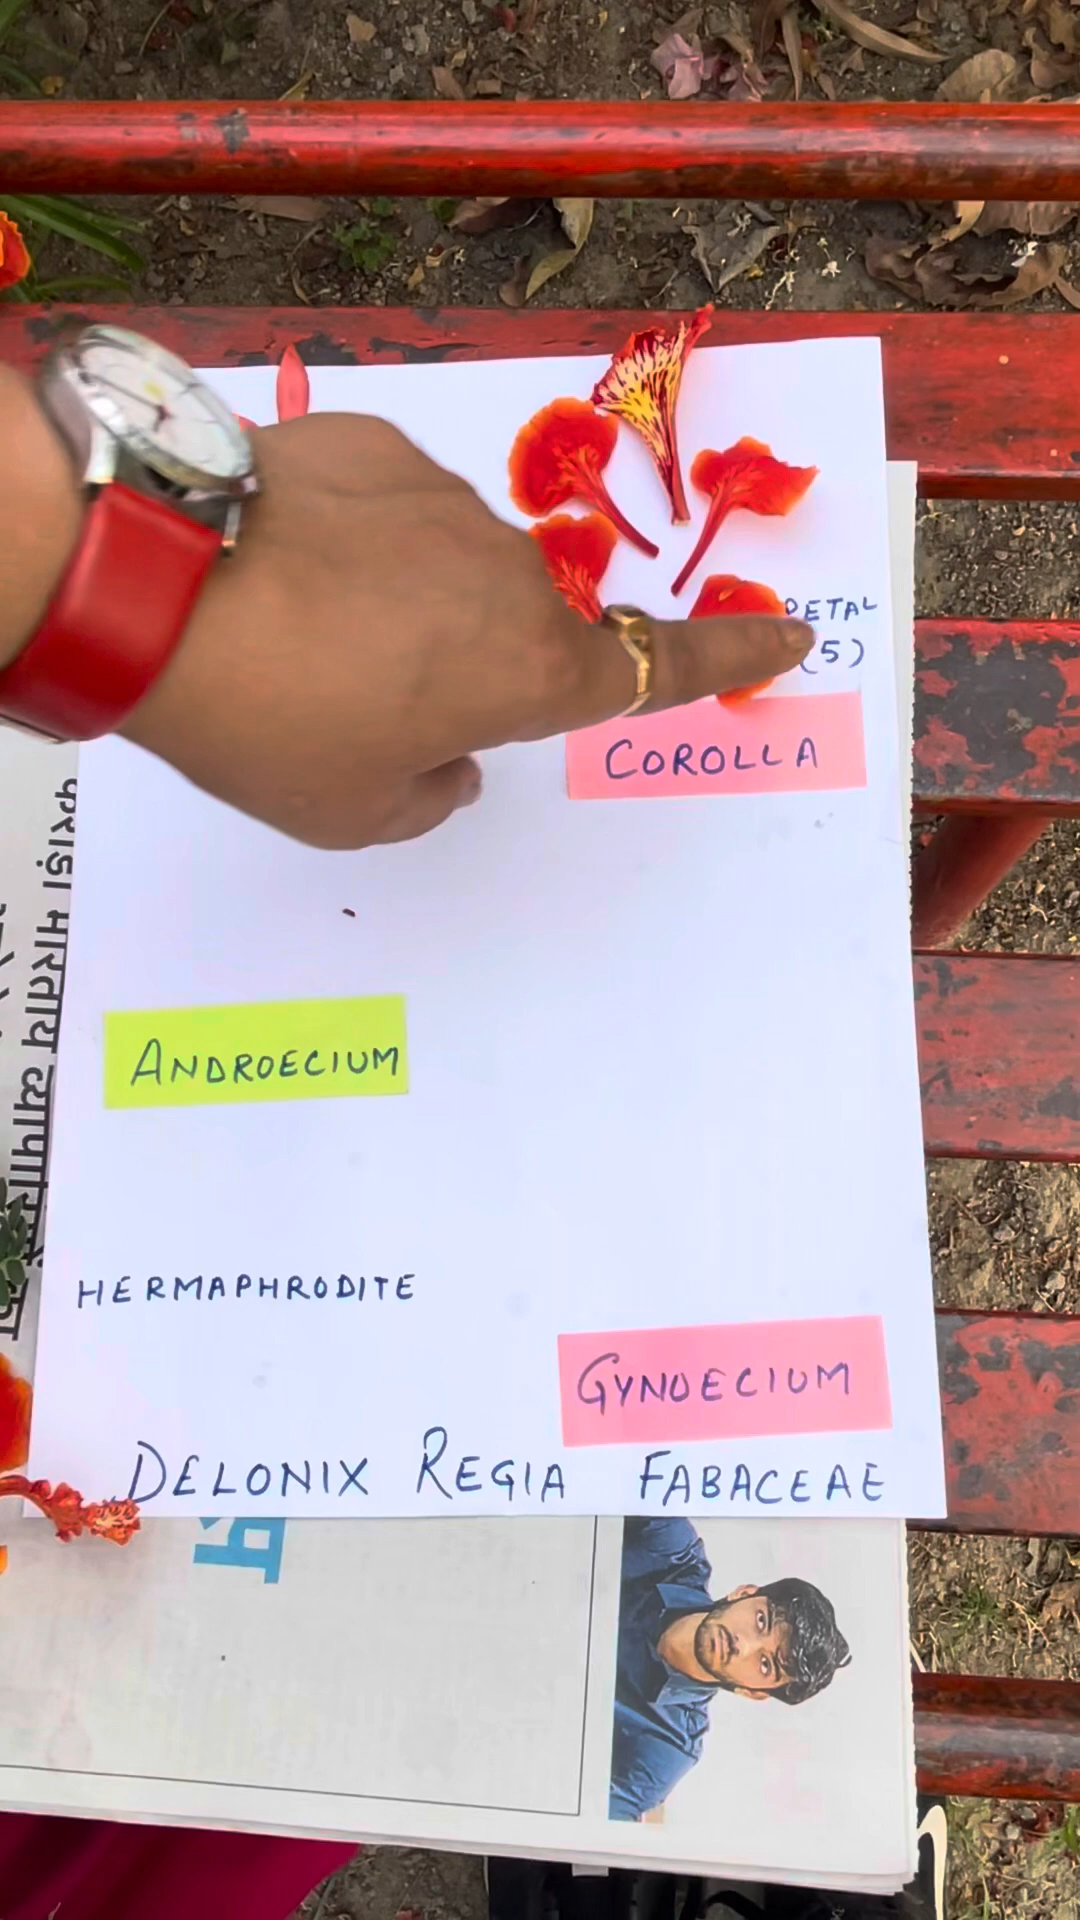 PETAL
(5)
COROLLA
ANDROECIUM
HERMAPHRODITE
GYNOECIUM
DELONIX REGIA FABACEAE